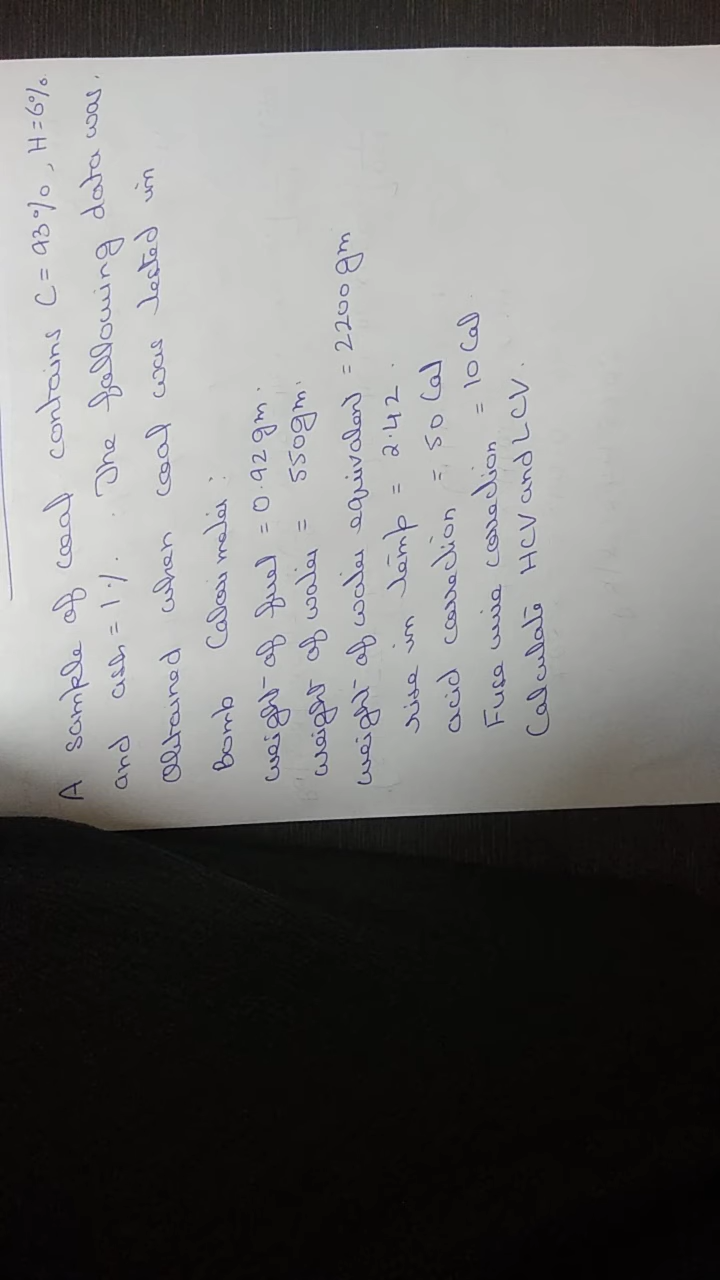 A sample of coal contains C = 93%, H = 6%
and ash = 1%. The following data was.
Obtained when coal was tested in
Bomb Calorimeter:
weight of fuel = 0.92 gm.
weight of water = 550gm.
weight of water equivalent = 2200 gm
rise in temp = 2.42.
acid correction = 50 Cal
Fuse wire correction = 10 Cal.
Calculate HCV and LCV.